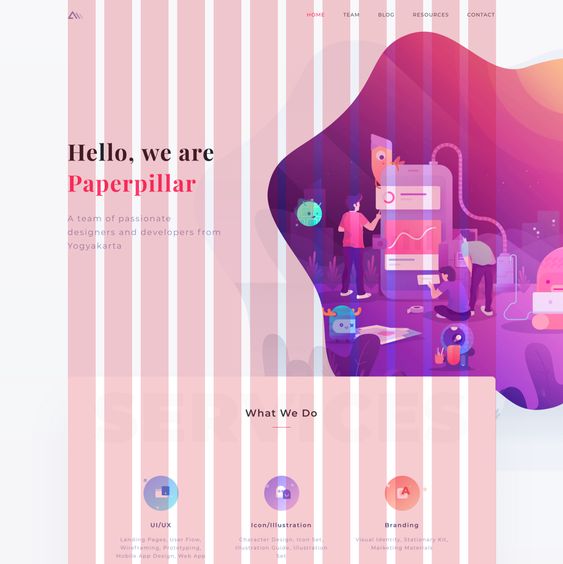 HOME TEAM BLOG RESOURCES CONTACT
Hello, we are
Paperpillar
A team of passionate
designers and developers from
Yogyakarta
SERVICES
What We Do
UI/UX
Landing Pages, User Flow,
Wireframing, Prototyping,
Mobile App Design, Web App
Icon/Illustration
Character Design, Icon Set,
Illustration Guide, Illustration
Set
Branding
Visual Identity, Stationary Kit,
Marketing Materials